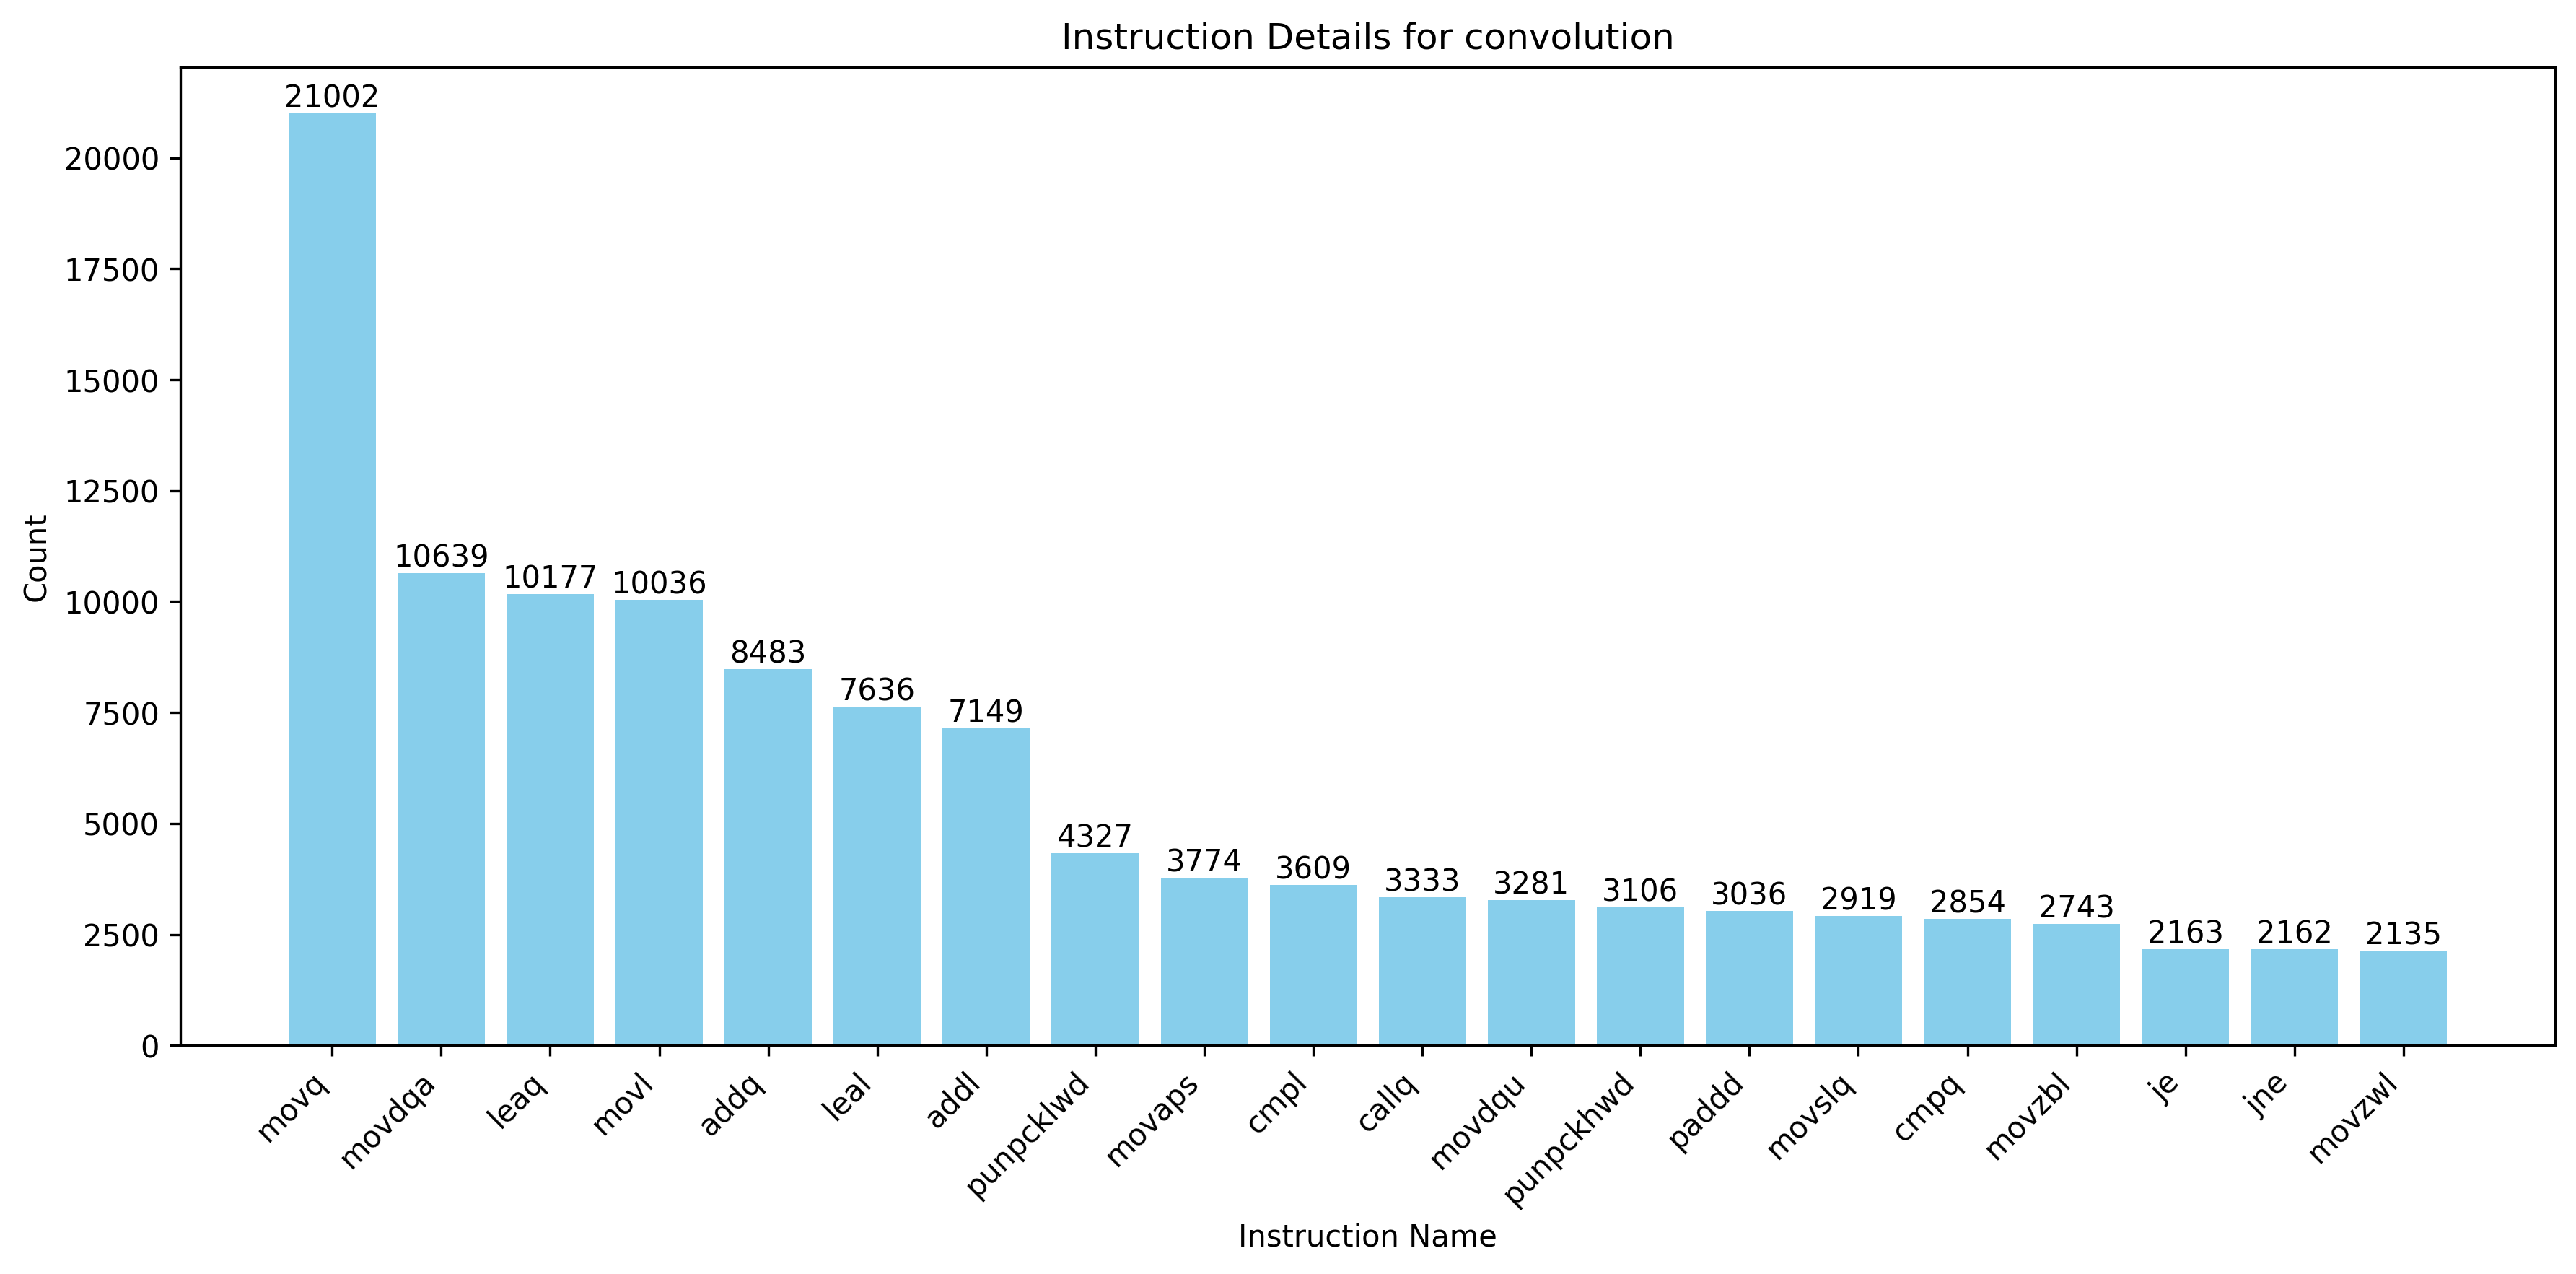 Instruction Details for convolution
Count
20000
17500
15000
12500
10000
7500
5000
2500
0
21002
10639
10177
10036
8483
7636
7149
4327
3774
3609
3333
3281
3106
3036
2919
2854
2743
2163
2162
2135
movq
movdqa
leaq
movl
addq
leal
addl
punpcklwd
movaps
cmpl
callq
movdqu
punpckhwd
paddd
movslq
cmpq
movzbl
je
jne
movzwl
Instruction Name